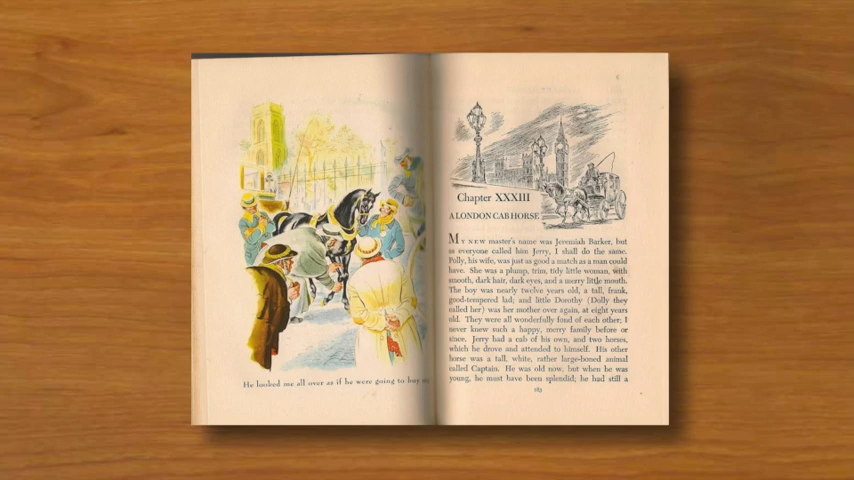 He looked me all over as if he were going to buy
Chapter XXXIII
A LONDON CAB HORSE
MY NEW master's name was Jeremiah Barker, but
as everyone called him Jerry, I shall do the same.
Polly, his wife, was just as good a match as a man could
have. She was a plump, trim, tidy little woman, with
smooth, dark hair, dark eyes, and a merry little mouth.
The boy was nearly twelve years old, a tall, frank,
good-tempered lad; and little Dorothy (Dolly they
called her) was her mother over again, at eight years
old. They were all wonderfully fond of each other; I
never knew such a happy, merry family before or
since. Jerry had a cab of his own, and two horses,
which he drove and attended to himself. His other
horse was a tall, white, rather large-boned animal
called Captain. He was old now, but when he was
young, he must have been splendid; he had still a